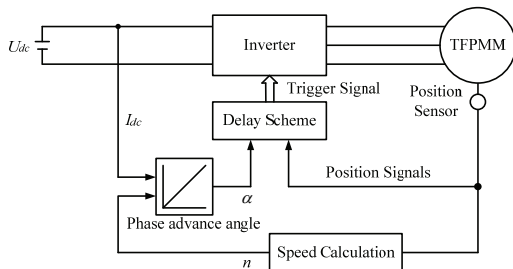 Inverter
TFPMM
Udc
Trigger Signal
Position
Sensor
Idc
Delay Scheme
Position Signals
α
Phase advance angle
n
Speed Calculation